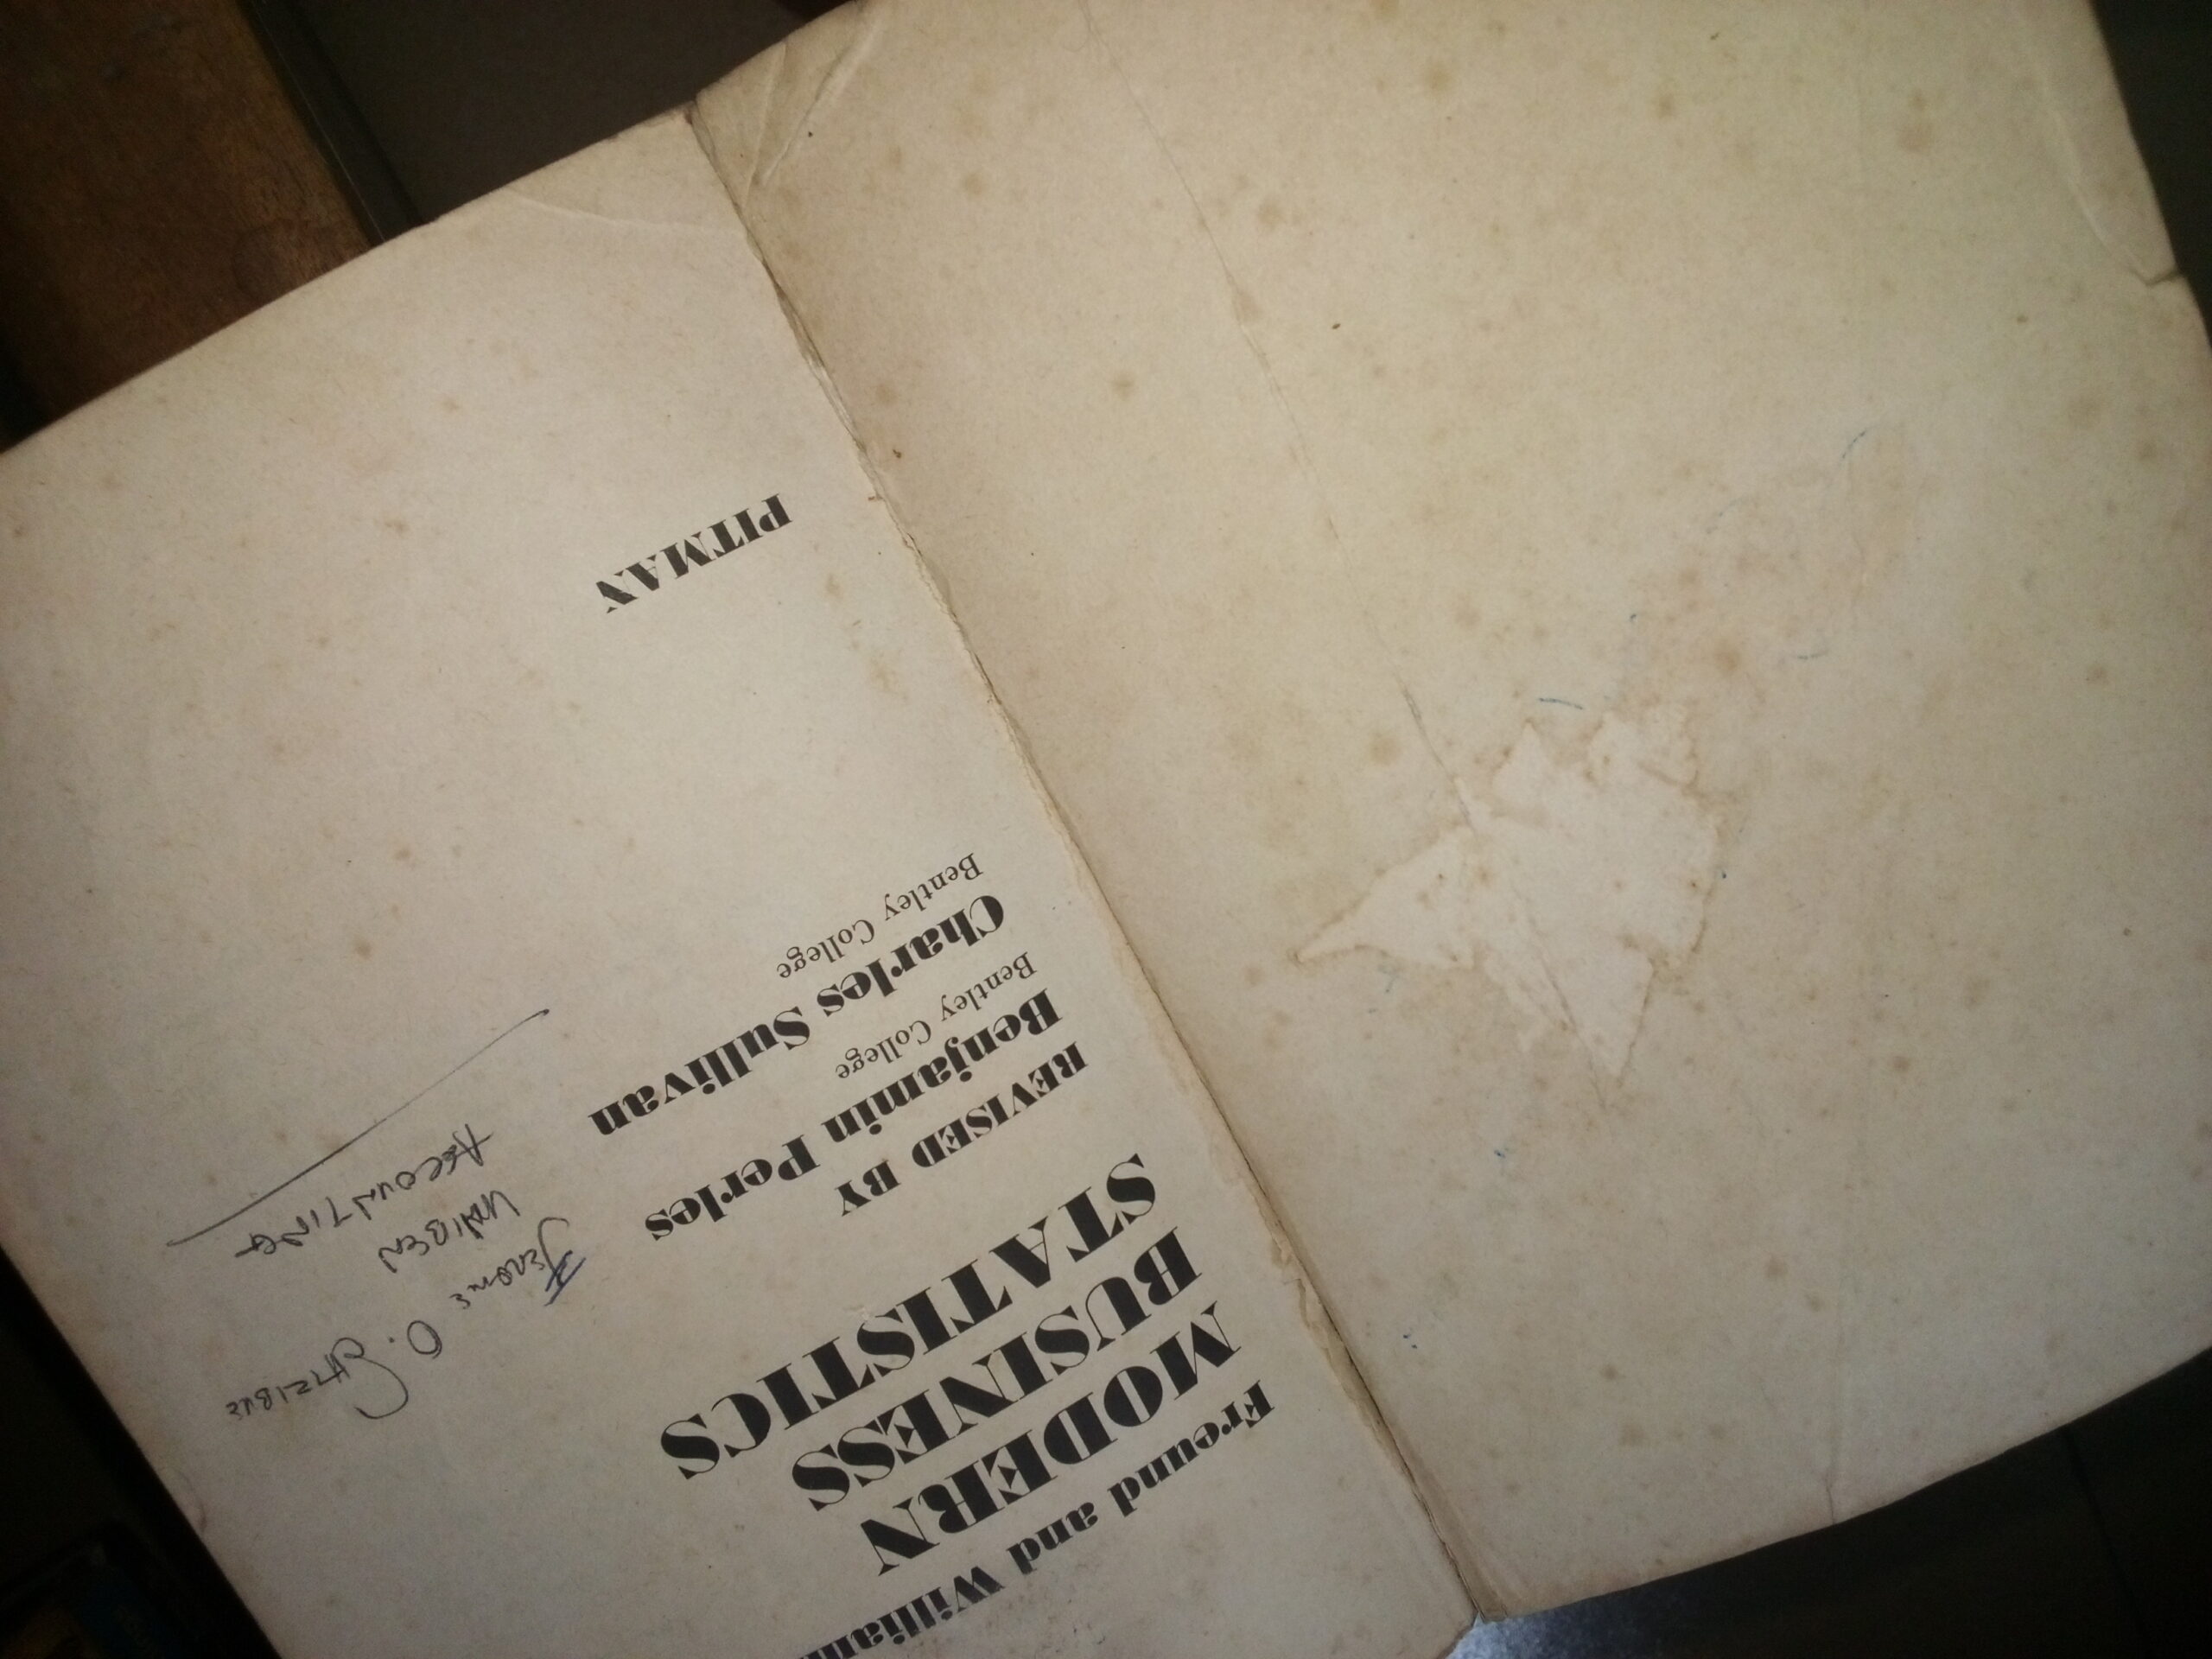 Freund and William
MODERN
BUSINESS
STATISTICS
REVISED BY
Benjamin Perles
Bentley College
Charles Sullivan
Bentley College
PITMAN
Jerome O.
UNIBEN
ACCOUNTING